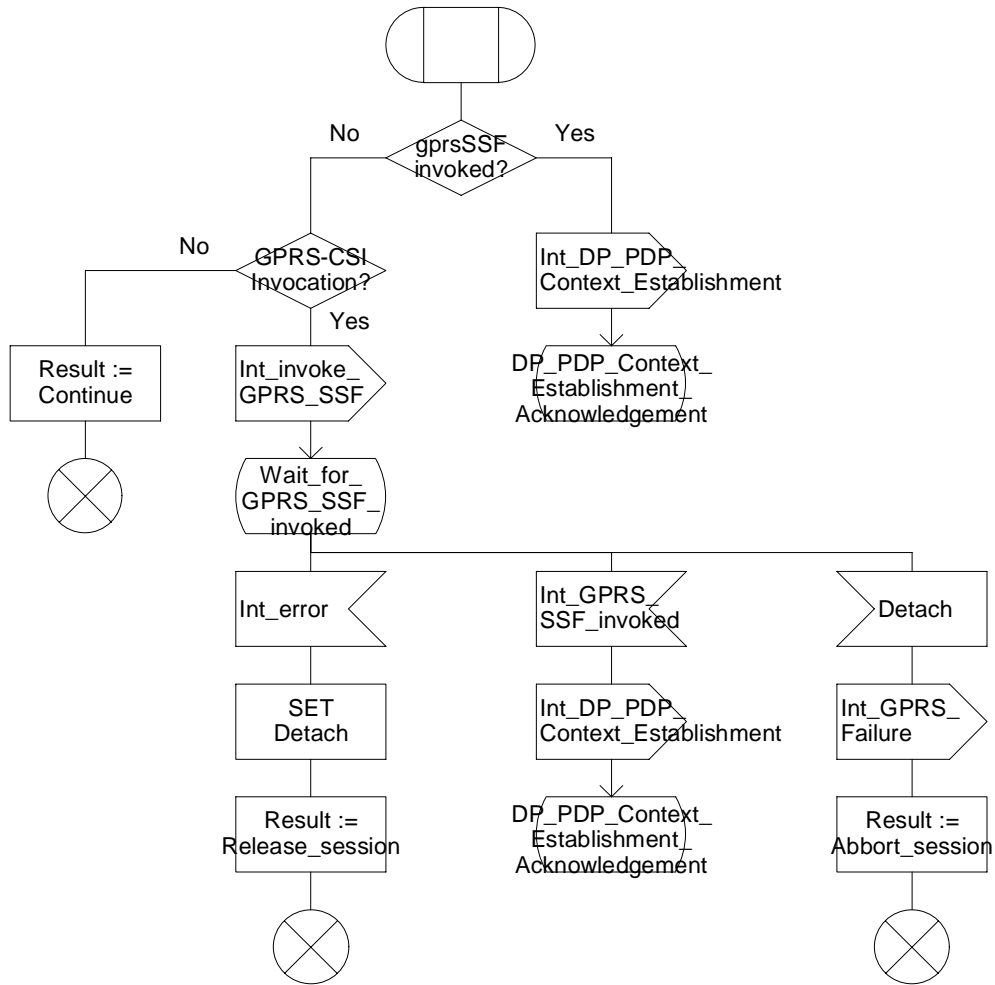 gprsSSF
invoked?
No
Yes
GPRS-CSI
Invocation?
No
Yes
Int_DP_PDP_
Context_Establishment
Result :=
Continue
Int_invoke_
GPRS_SSF
DP_PDP_Context_
Establishment_
Acknowledgement
Wait_for_
GPRS_SSF_
invoked
Int_error
Int_GPRS_
SSF_invoked
Detach
SET
Detach
Int_DP_PDP_
Context_Establishment
Int_GPRS_
Failure
Result :=
Release_session
DP_PDP_Context_
Establishment_
Acknowledgement
Result :=
Abbort_session